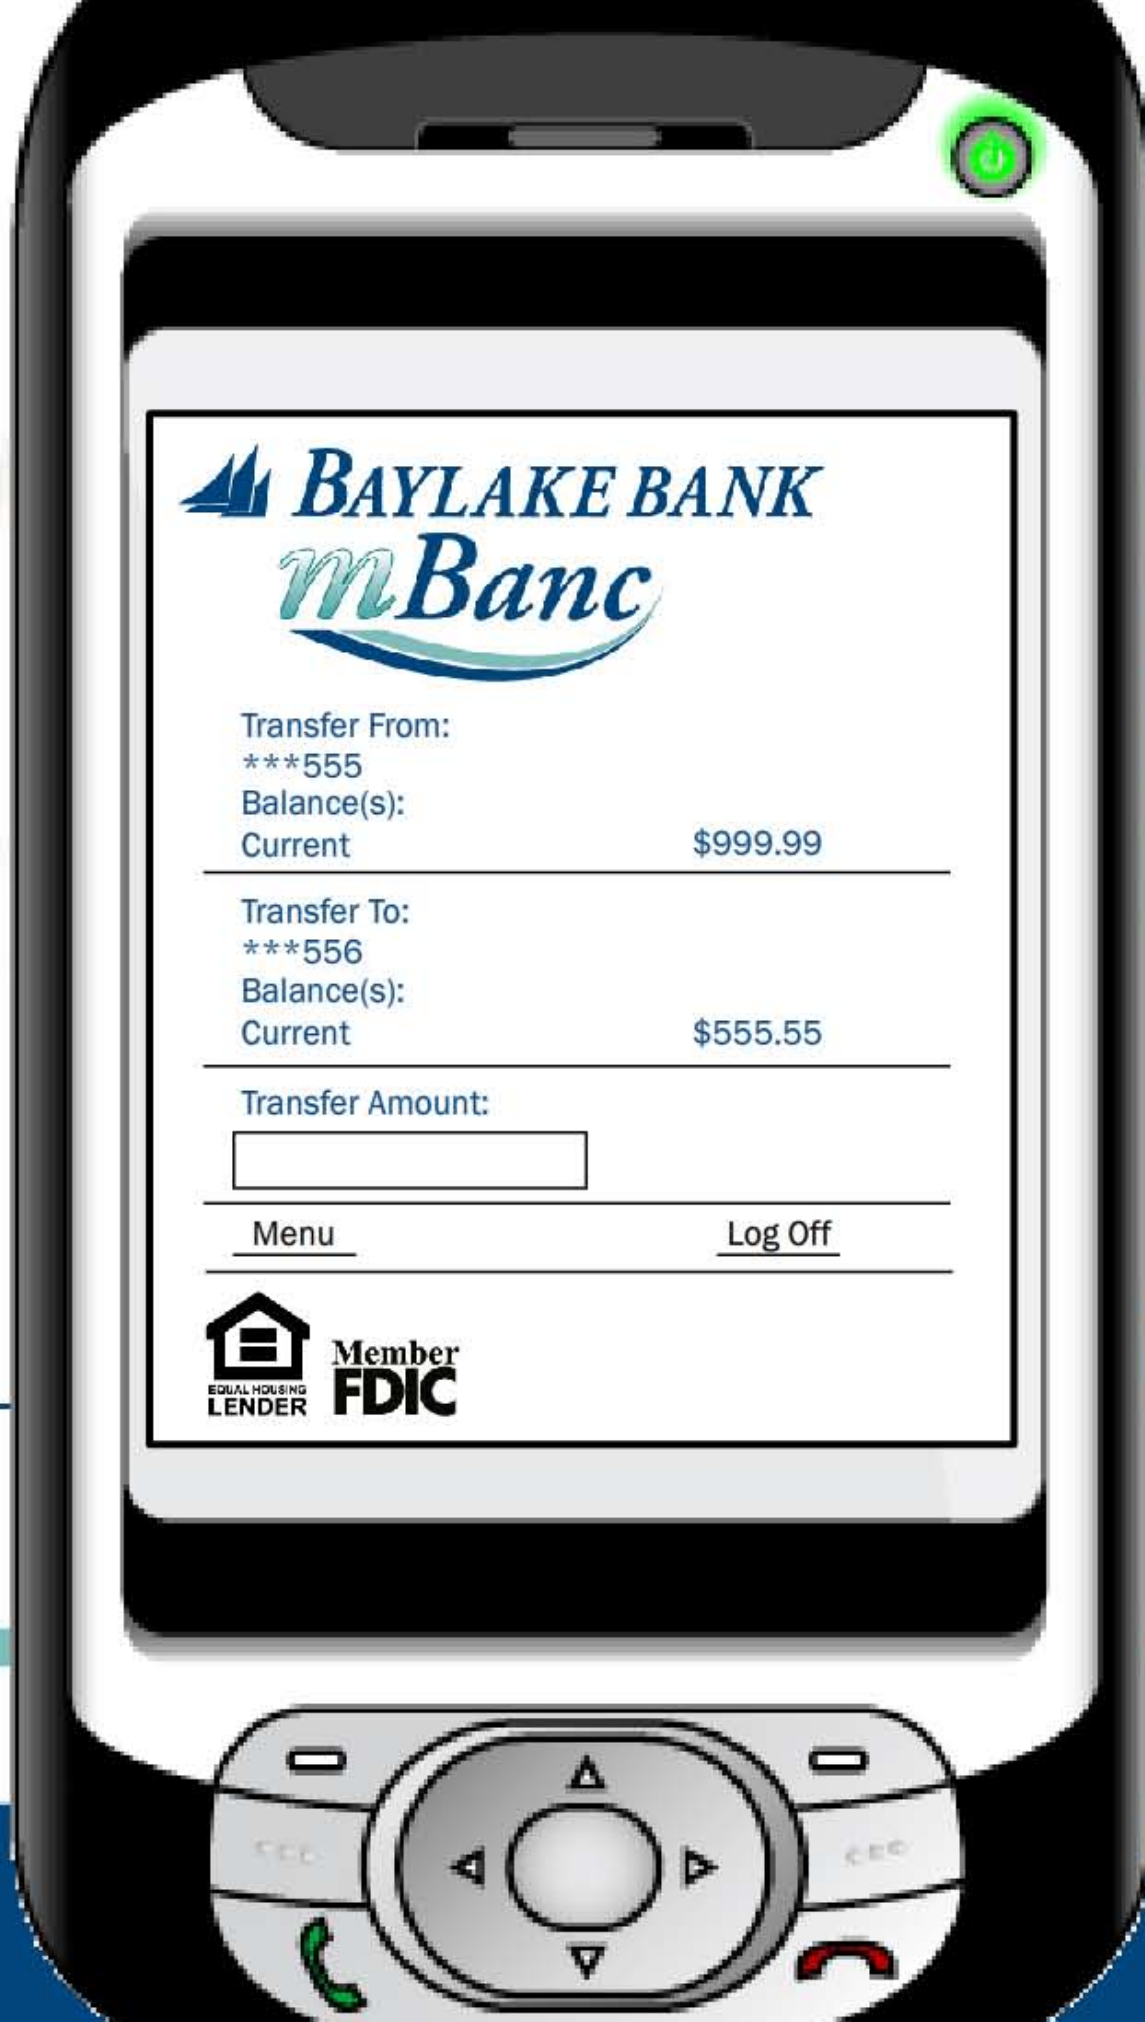 BAYLAKE BANK
mBanc
Transfer From:
***555
Balance(s):
Current $999.99
Transfer To:
***556
Balance(s):
Current $555.55
Transfer Amount:
Menu Log Off
EQUAL HOUSING
LENDER
Member
FDIC